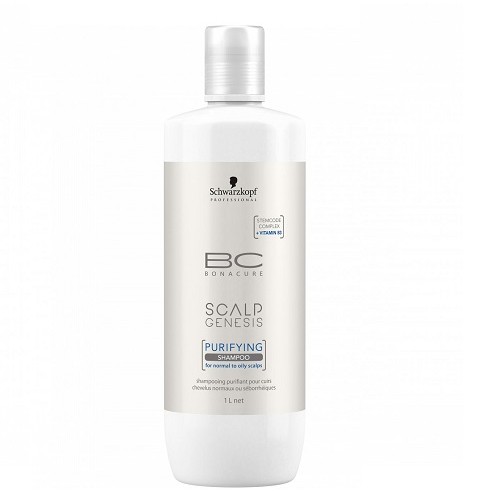 Schwarzkopf
PROFESSIONAL
STEMCODE
COMPLEX
+ VITAMIN B3
BC
BONACURE
SCALP
GENESIS
PURIFYING
SHAMPOO
for normal to oily scalps
shampooing purifiant pour cuirs
chevelus normaux ou séborrhéiques
1 L net